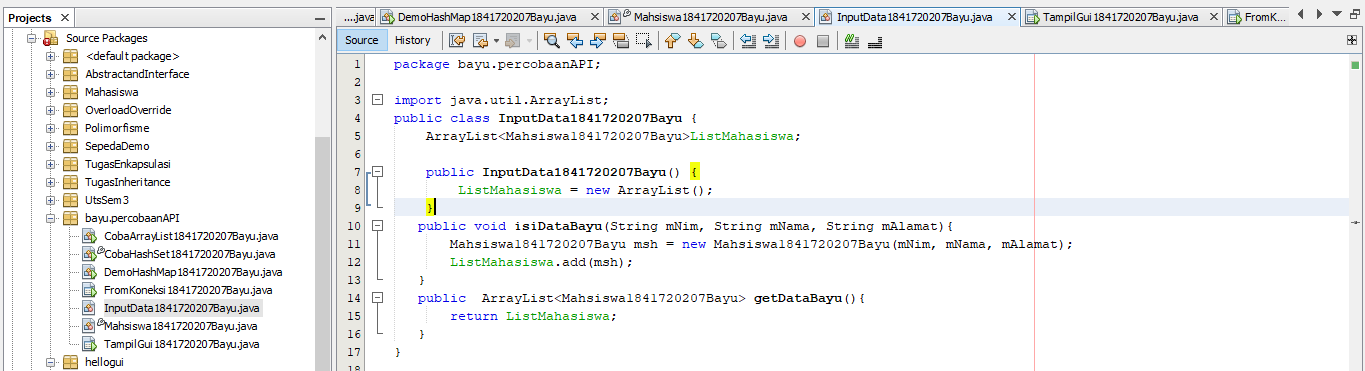 Projects
Source Packages
<default package>
AbstractandInterface
Mahasiswa
OverloadOverride
Polimorfisme
SepedaDemo
TugasEnkapsulasi
TugasInheritance
UtsSem3
bayu.percobaanAPI
CobaArrayList1841720207Bayu.java
CobaHashSet1841720207Bayu.java
DemoHashMap1841720207Bayu.java
FromKoneksi1841720207Bayu.java
InputData1841720207Bayu.java
Mahsiswa1841720207Bayu.java
TampilGui1841720207Bayu.java
hellogui
....java DemoHashMap1841720207Bayu.java Mahsiswa1841720207Bayu.java InputData1841720207Bayu.java TampilGui1841720207Bayu.java FromK...
Source History
1 package bayu.percobaanAPI;
2
3 import java.util.ArrayList;
4 public class InputData1841720207Bayu {
5 ArrayList<Mahsiswa1841720207Bayu>ListMahasiswa;
6
7 public InputData1841720207Bayu() {
8 ListMahasiswa = new ArrayList();
9 }
10 public void isiDataBayu(String mNim, String mNama, String mAlamat){
11 Mahsiswa1841720207Bayu msh = new Mahsiswa1841720207Bayu(mNim, mNama, mAlamat);
12 ListMahasiswa.add(msh);
13 }
14 public ArrayList<Mahsiswa1841720207Bayu> getDataBayu(){
15 return ListMahasiswa;
16 }
17 }
18